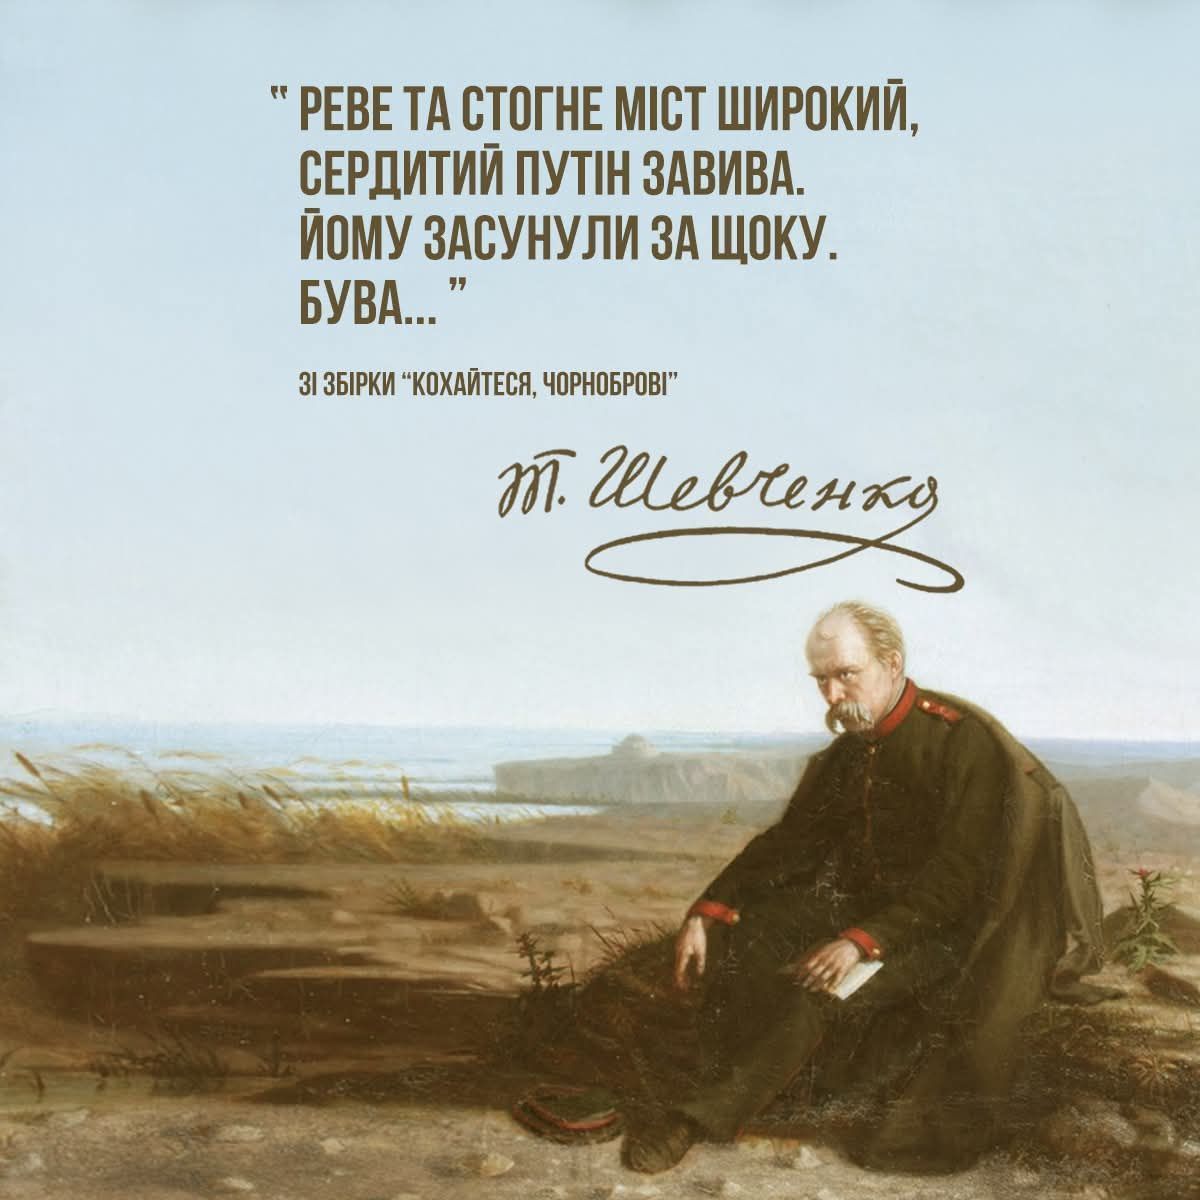 “ РЕВЕ ТА СТОГНЕ МІСТ ШИРОКИЙ,
СЕРДИТИЙ ПУТІН ЗАВИВА.
ЙОМУ ЗАСУНУЛИ ЗА ЩОКУ.
БУВА... ”
ЗІ ЗБІРКИ “КОХАЙТЕСЯ, ЧОРНОБРОВІ”
Т. Шевченко